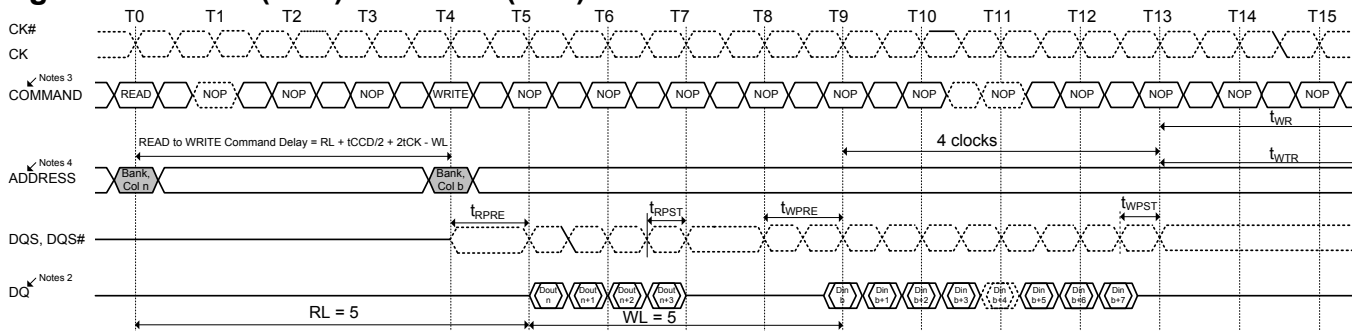 T0 T1 T2 T3 T4 T5 T6 T7 T8 T9 T10 T11 T12 T13 T14 T15
CK#
CK
Notes 3
COMMAND READ NOP NOP NOP WRITE NOP NOP NOP NOP NOP NOP NOP NOP NOP NOP NOP
tWR
READ to WRITE Command Delay = RL + tCCD/2 + 2tCK - WL
4 clocks
tWTR
Notes 4
ADDRESS Bank, Col n Bank, Col b
tRPRE tRPST tWPRE tWPST
DQS, DQS#
Notes 2
DQ Dout n Dout n+1 Dout n+2 Dout n+3 Din b Din b+1 Din b+2 Din b+3 Din b+4 Din b+5 Din b+6 Din b+7
RL = 5 WL = 5